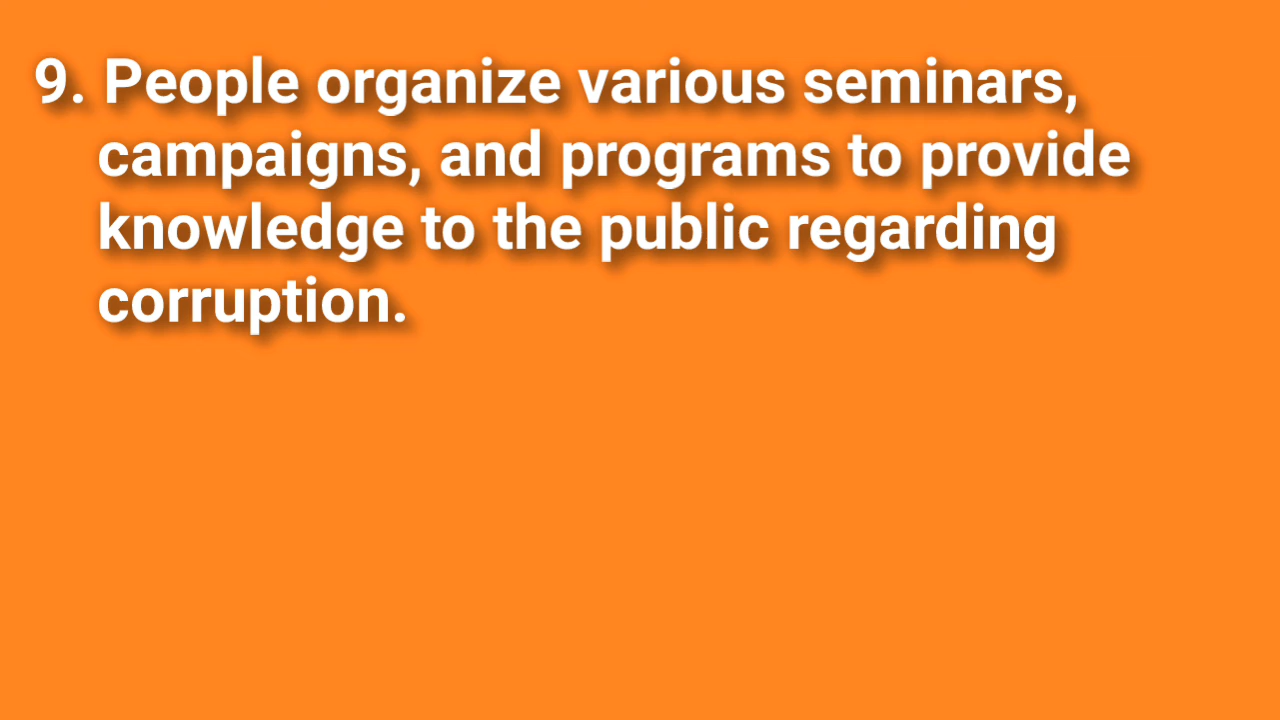 9. People organize various seminars,
campaigns, and programs to provide
knowledge to the public regarding
corruption.